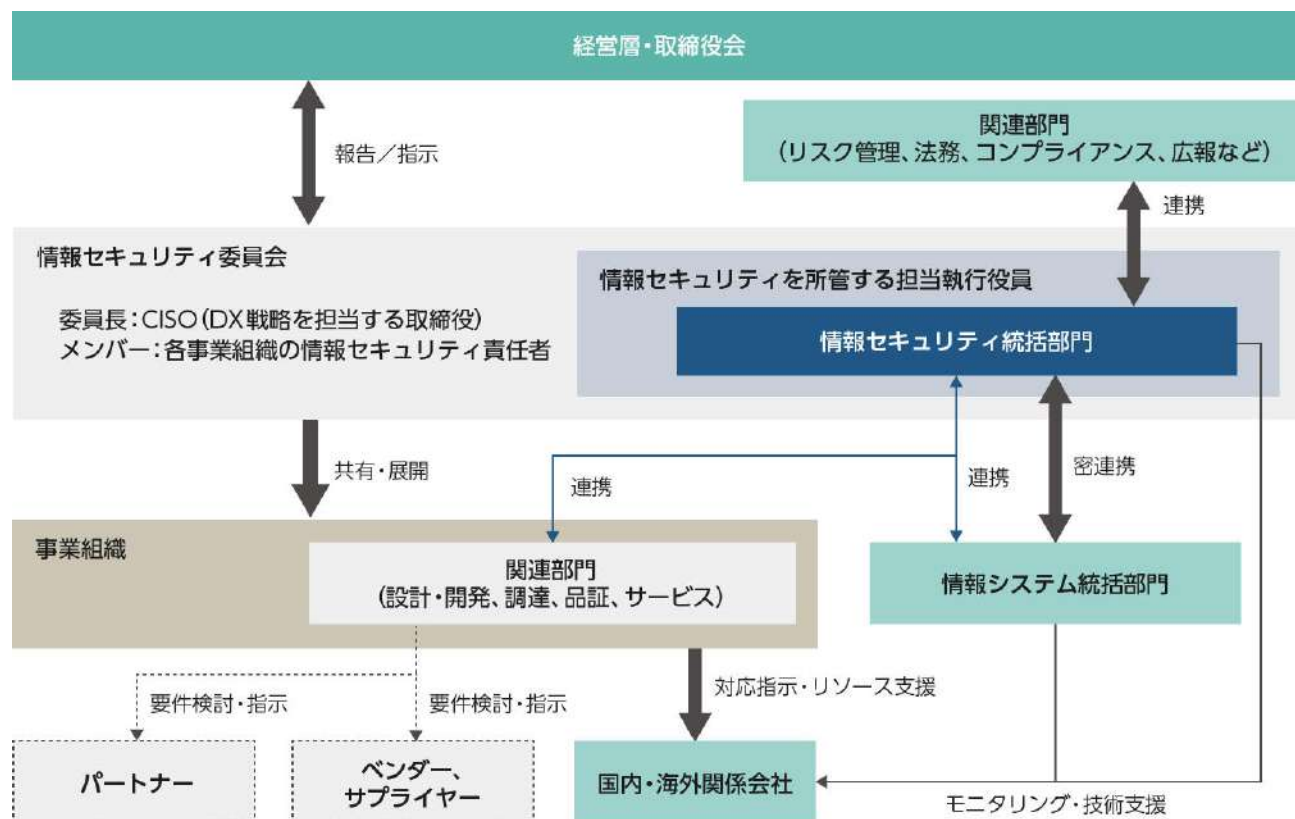 経営層・取締役会
報告／指示
関連部門
（リスク管理、法務、コンプライアンス、広報など）
連携
情報セキュリティ委員会
委員長：CISO（DX戦略を担当する取締役）
メンバー：各事業組織の情報セキュリティ責任者
情報セキュリティを所管する担当執行役員
情報セキュリティ統括部門
共有・展開
連携
連携
密連携
事業組織
関連部門
（設計・開発、調達、品証、サービス）
情報システム統括部門
要件検討・指示
要件検討・指示
対応指示・リソース支援
パートナー
ベンダー、
サプライヤー
国内・海外関係会社
モニタリング・技術支援